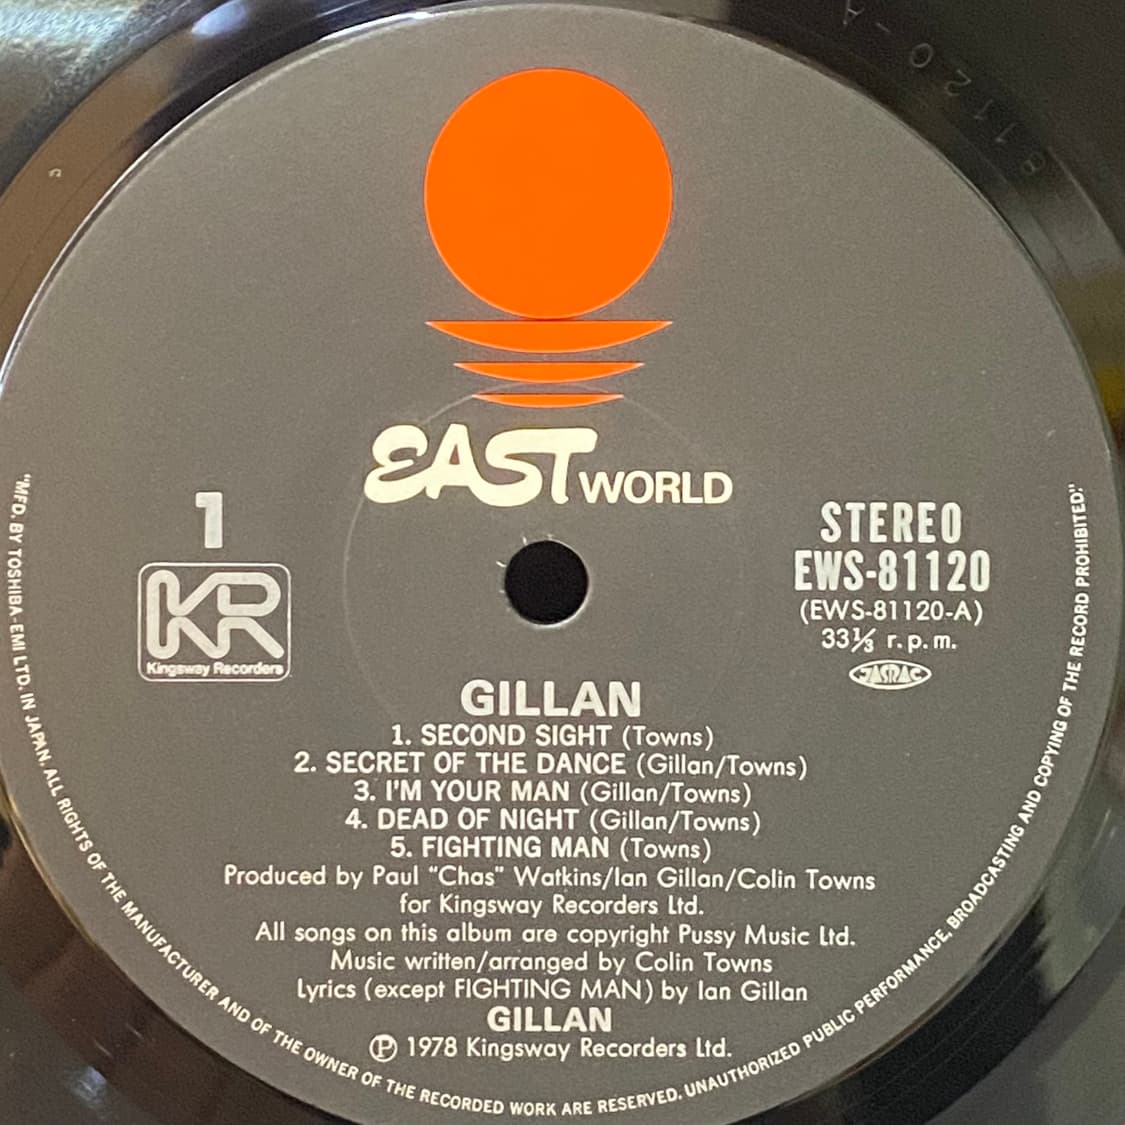 8 1 1 2 0 - A
EAST WORLD
1
KR
Kingsway Recorders
STEREO
EWS-81120
(EWS-81120-A)
33⅓ r.p.m.
JASRAC
GILLAN
1. SECOND SIGHT (Towns)
2. SECRET OF THE DANCE (Gillan/Towns)
3. I'M YOUR MAN (Gillan/Towns)
4. DEAD OF NIGHT (Gillan/Towns)
5. FIGHTING MAN (Towns)
Produced by Paul "Chas" Watkins/Ian Gillan/Colin Towns
for Kingsway Recorders Ltd.
All songs on this album are copyright Pussy Music Ltd.
Music written/arranged by Colin Towns
Lyrics (except FIGHTING MAN) by Ian Gillan
GILLAN
℗ 1978 Kingsway Recorders Ltd.
"MFD. BY TOSHIBA-EMI LTD. IN JAPAN. ALL RIGHTS OF THE MANUFACTURER AND OF THE OWNER OF THE RECORDED WORK ARE RESERVED. UNAUTHORIZED PUBLIC PERFORMANCE, BROADCASTING AND COPYING OF THE RECORD PROHIBITED."